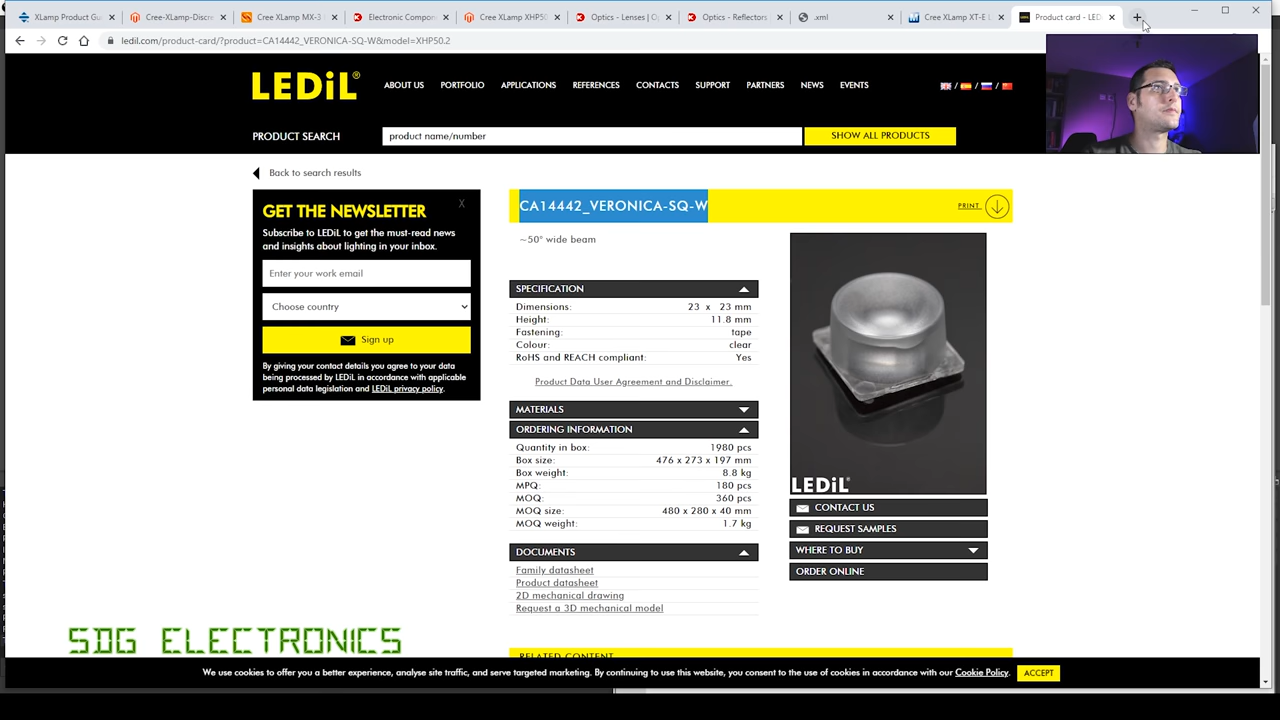 XLamp Product Gui
Cree-XLamp-Discre
Cree XLamp MX-3
Electronic Compon
Cree XLamp XHP50
Optics - Lenses | Op
Optics - Reflectors
.xml
Cree XLamp XT-E L
Product card - LED
ledil.com/product-card/?product=CA14442_VERONICA-SQ-W&model=XHP50.2
LEDiL®
ABOUT US
PORTFOLIO
APPLICATIONS
REFERENCES
CONTACTS
SUPPORT
PARTNERS
NEWS
EVENTS
PRODUCT SEARCH
product name/number
SHOW ALL PRODUCTS
Back to search results
GET THE NEWSLETTER
X
Subscribe to LEDiL to get the must-read news
and insights about lighting in your inbox.
Enter your work email
Choose country
Sign up
By giving your contact details you agree to your data
being processed by LEDiL in accordance with applicable
personal data legislation and LEDiL privacy policy.
CA14442_VERONICA-SQ-W
PRINT
~50° wide beam
SPECIFICATION
Dimensions: 23 x 23 mm
Height: 11.8 mm
Fastening: tape
Colour: clear
RoHS and REACH compliant: Yes
Product Data User Agreement and Disclaimer.
MATERIALS
ORDERING INFORMATION
Quantity in box: 1980 pcs
Box size: 476 x 273 x 197 mm
Box weight: 8.8 kg
MPQ: 180 pcs
MOQ: 360 pcs
MOQ size: 480 x 280 x 40 mm
MOQ weight: 1.7 kg
DOCUMENTS
Family datasheet
Product datasheet
2D mechanical drawing
Request a 3D mechanical model
LEDiL®
CONTACT US
REQUEST SAMPLES
WHERE TO BUY
ORDER ONLINE
SDG ELECTRONICS
RELATED CONTENT
We use cookies to offer you a better experience, analyse site traffic, and serve targeted marketing. By continuing to use this website, you consent to the use of cookies in accordance with our Cookie Policy.
ACCEPT